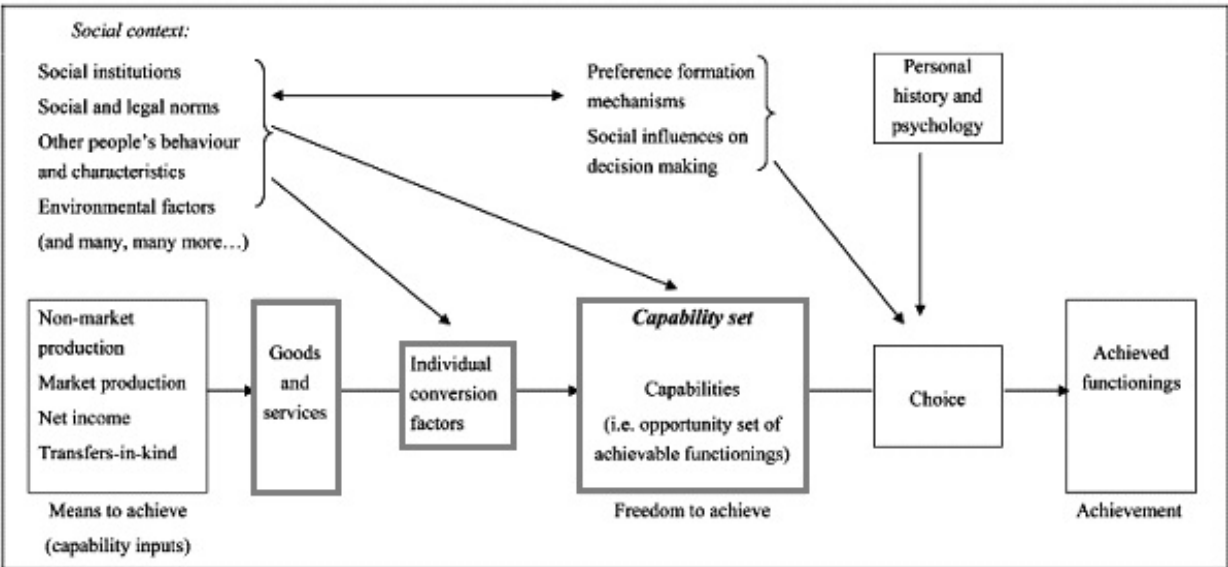 Social context:
Social institutions
Social and legal norms
Other people's behaviour
and characteristics
Environmental factors
(and many, many more…)
Preference formation
mechanisms
Social influences on
decision making
Personal
history and
psychology
Non-market
production
Market production
Net income
Transfers-in-kind
Means to achieve
(capability inputs)
Goods
and
services
Individual
conversion
factors
Capability set
Capabilities
(i.e. opportunity set of
achievable functionings)
Freedom to achieve
Choice
Achieved
functionings
Achievement